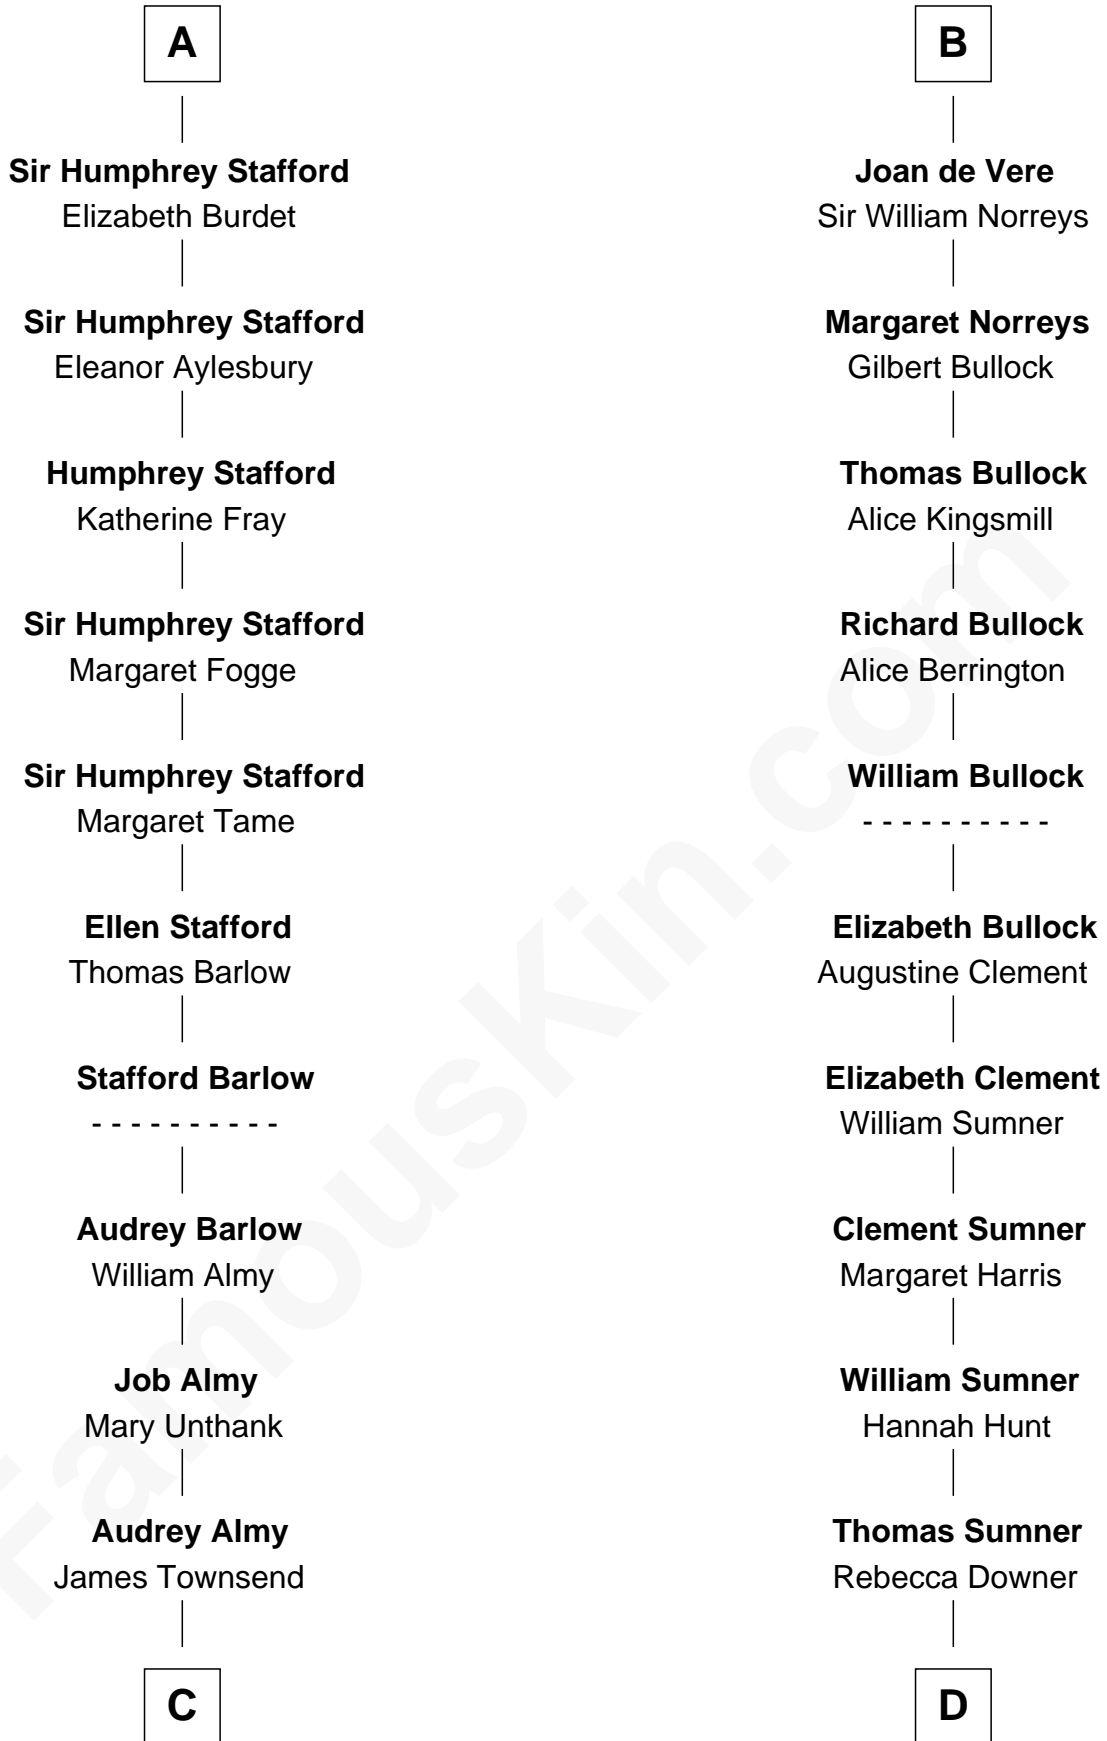 A
Sir Humphrey Stafford
Elizabeth Burdet
Sir Humphrey Stafford
Eleanor Aylesbury
Humphrey Stafford
Katherine Fray
Sir Humphrey Stafford
Margaret Fogge
Sir Humphrey Stafford
Margaret Tame
Ellen Stafford
Thomas Barlow
Stafford Barlow
- - - - - - - - - -
Audrey Barlow
William Almy
Job Almy
Mary Unthank
Audrey Almy
James Townsend
C
B
Joan de Vere
Sir William Norreys
Margaret Norreys
Gilbert Bullock
Thomas Bullock
Alice Kingsmill
Richard Bullock
Alice Berrington
William Bullock
- - - - - - - - - -
Elizabeth Bullock
Augustine Clement
Elizabeth Clement
William Sumner
Clement Sumner
Margaret Harris
William Sumner
Hannah Hunt
Thomas Sumner
Rebecca Downer
D
FamousKin.com